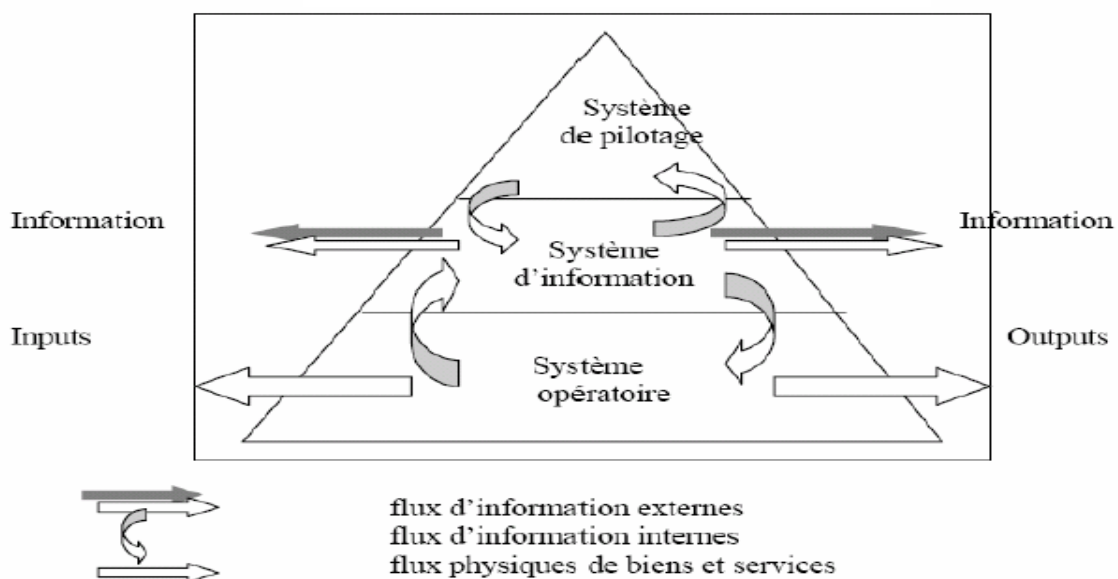 Système
de pilotage
Information
Information
Système
d’information
Inputs
Outputs
Système
opératoire
flux d’information externes
flux d’information internes
flux physiques de biens et services